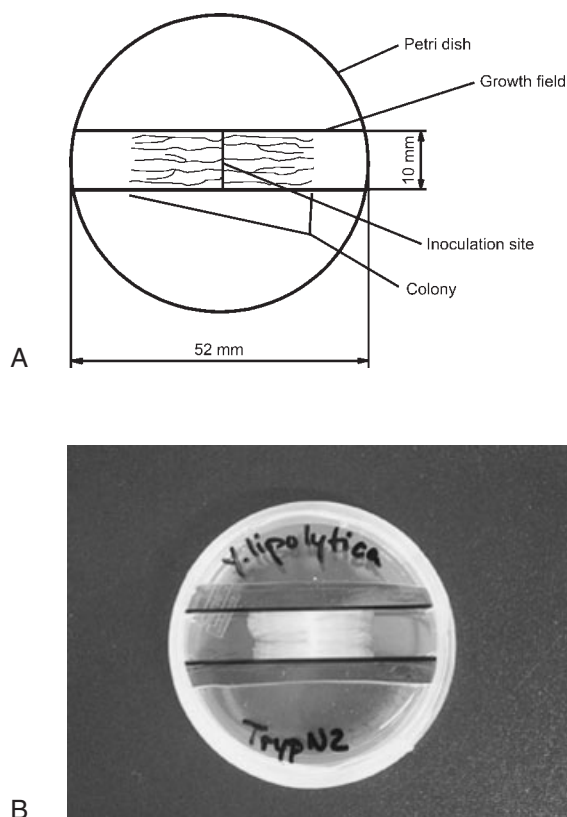 Petri dish
Growth field
10 mm
Inoculation site
Colony
52 mm
A
Y. lipolytica
TrypN2
B